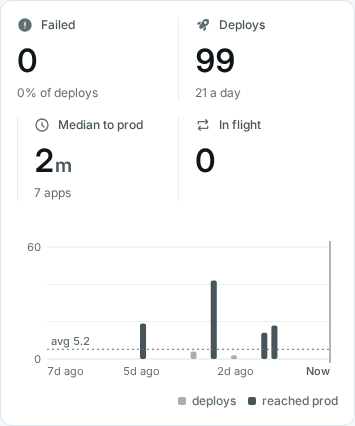 Failed
Deploys
0
99
0% of deploys
21 a day
Median to prod
In flight
2m
0
7 apps
60
avg 5.2
0
7d ago
5d ago
2d ago
Now
deploys
reached prod